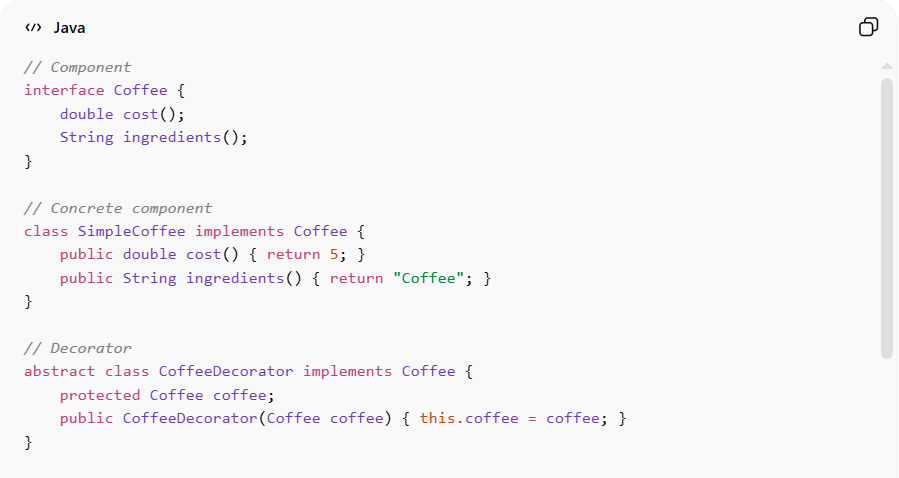 Java
// Component
interface Coffee {
    double cost();
    String ingredients();
}
// Concrete component
class SimpleCoffee implements Coffee {
    public double cost() { return 5; }
    public String ingredients() { return "Coffee"; }
}
// Decorator
abstract class CoffeeDecorator implements Coffee {
    protected Coffee coffee;
    public CoffeeDecorator(Coffee coffee) { this.coffee = coffee; }
}